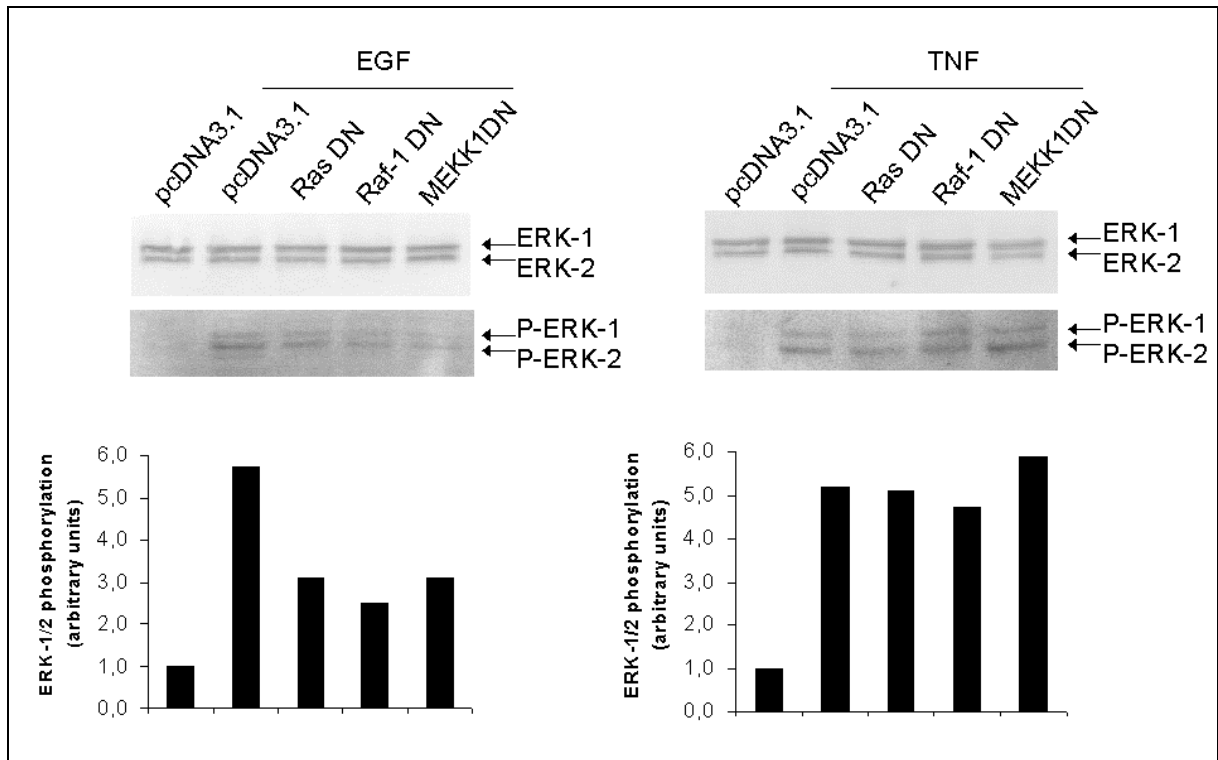 EGF
pcDNA3.1
pcDNA3.1
Ras DN
Raf-1 DN
MEKK1DN
ERK-1
ERK-2
P-ERK-1
P-ERK-2
ERK-1/2 phosphorylation
(arbitrary units)
6,0
5,0
4,0
3,0
2,0
1,0
0,0
TNF
pcDNA3.1
pcDNA3.1
Ras DN
Raf-1 DN
MEKK1DN
ERK-1
ERK-2
P-ERK-1
P-ERK-2
ERK-1/2 phosphorylation
(arbitrary units)
6,0
5,0
4,0
3,0
2,0
1,0
0,0